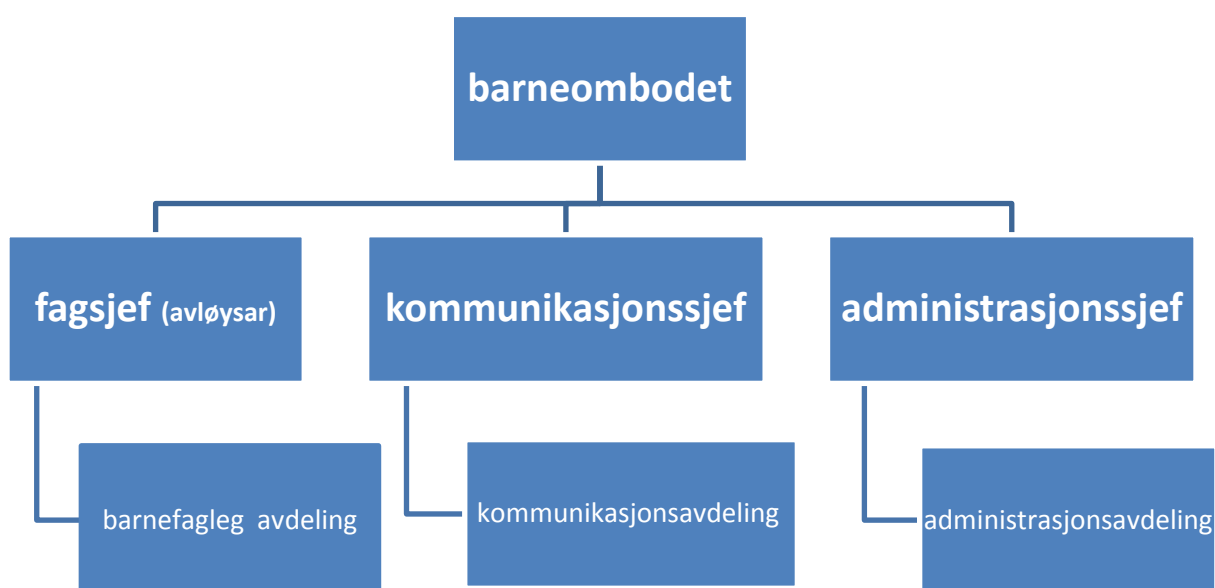 barneombodet
fagsjef (avløysar)
kommunikasjonssjef
administrasjonssjef
barnefagleg avdeling
kommunikasjonsavdeling
administrasjonsavdeling